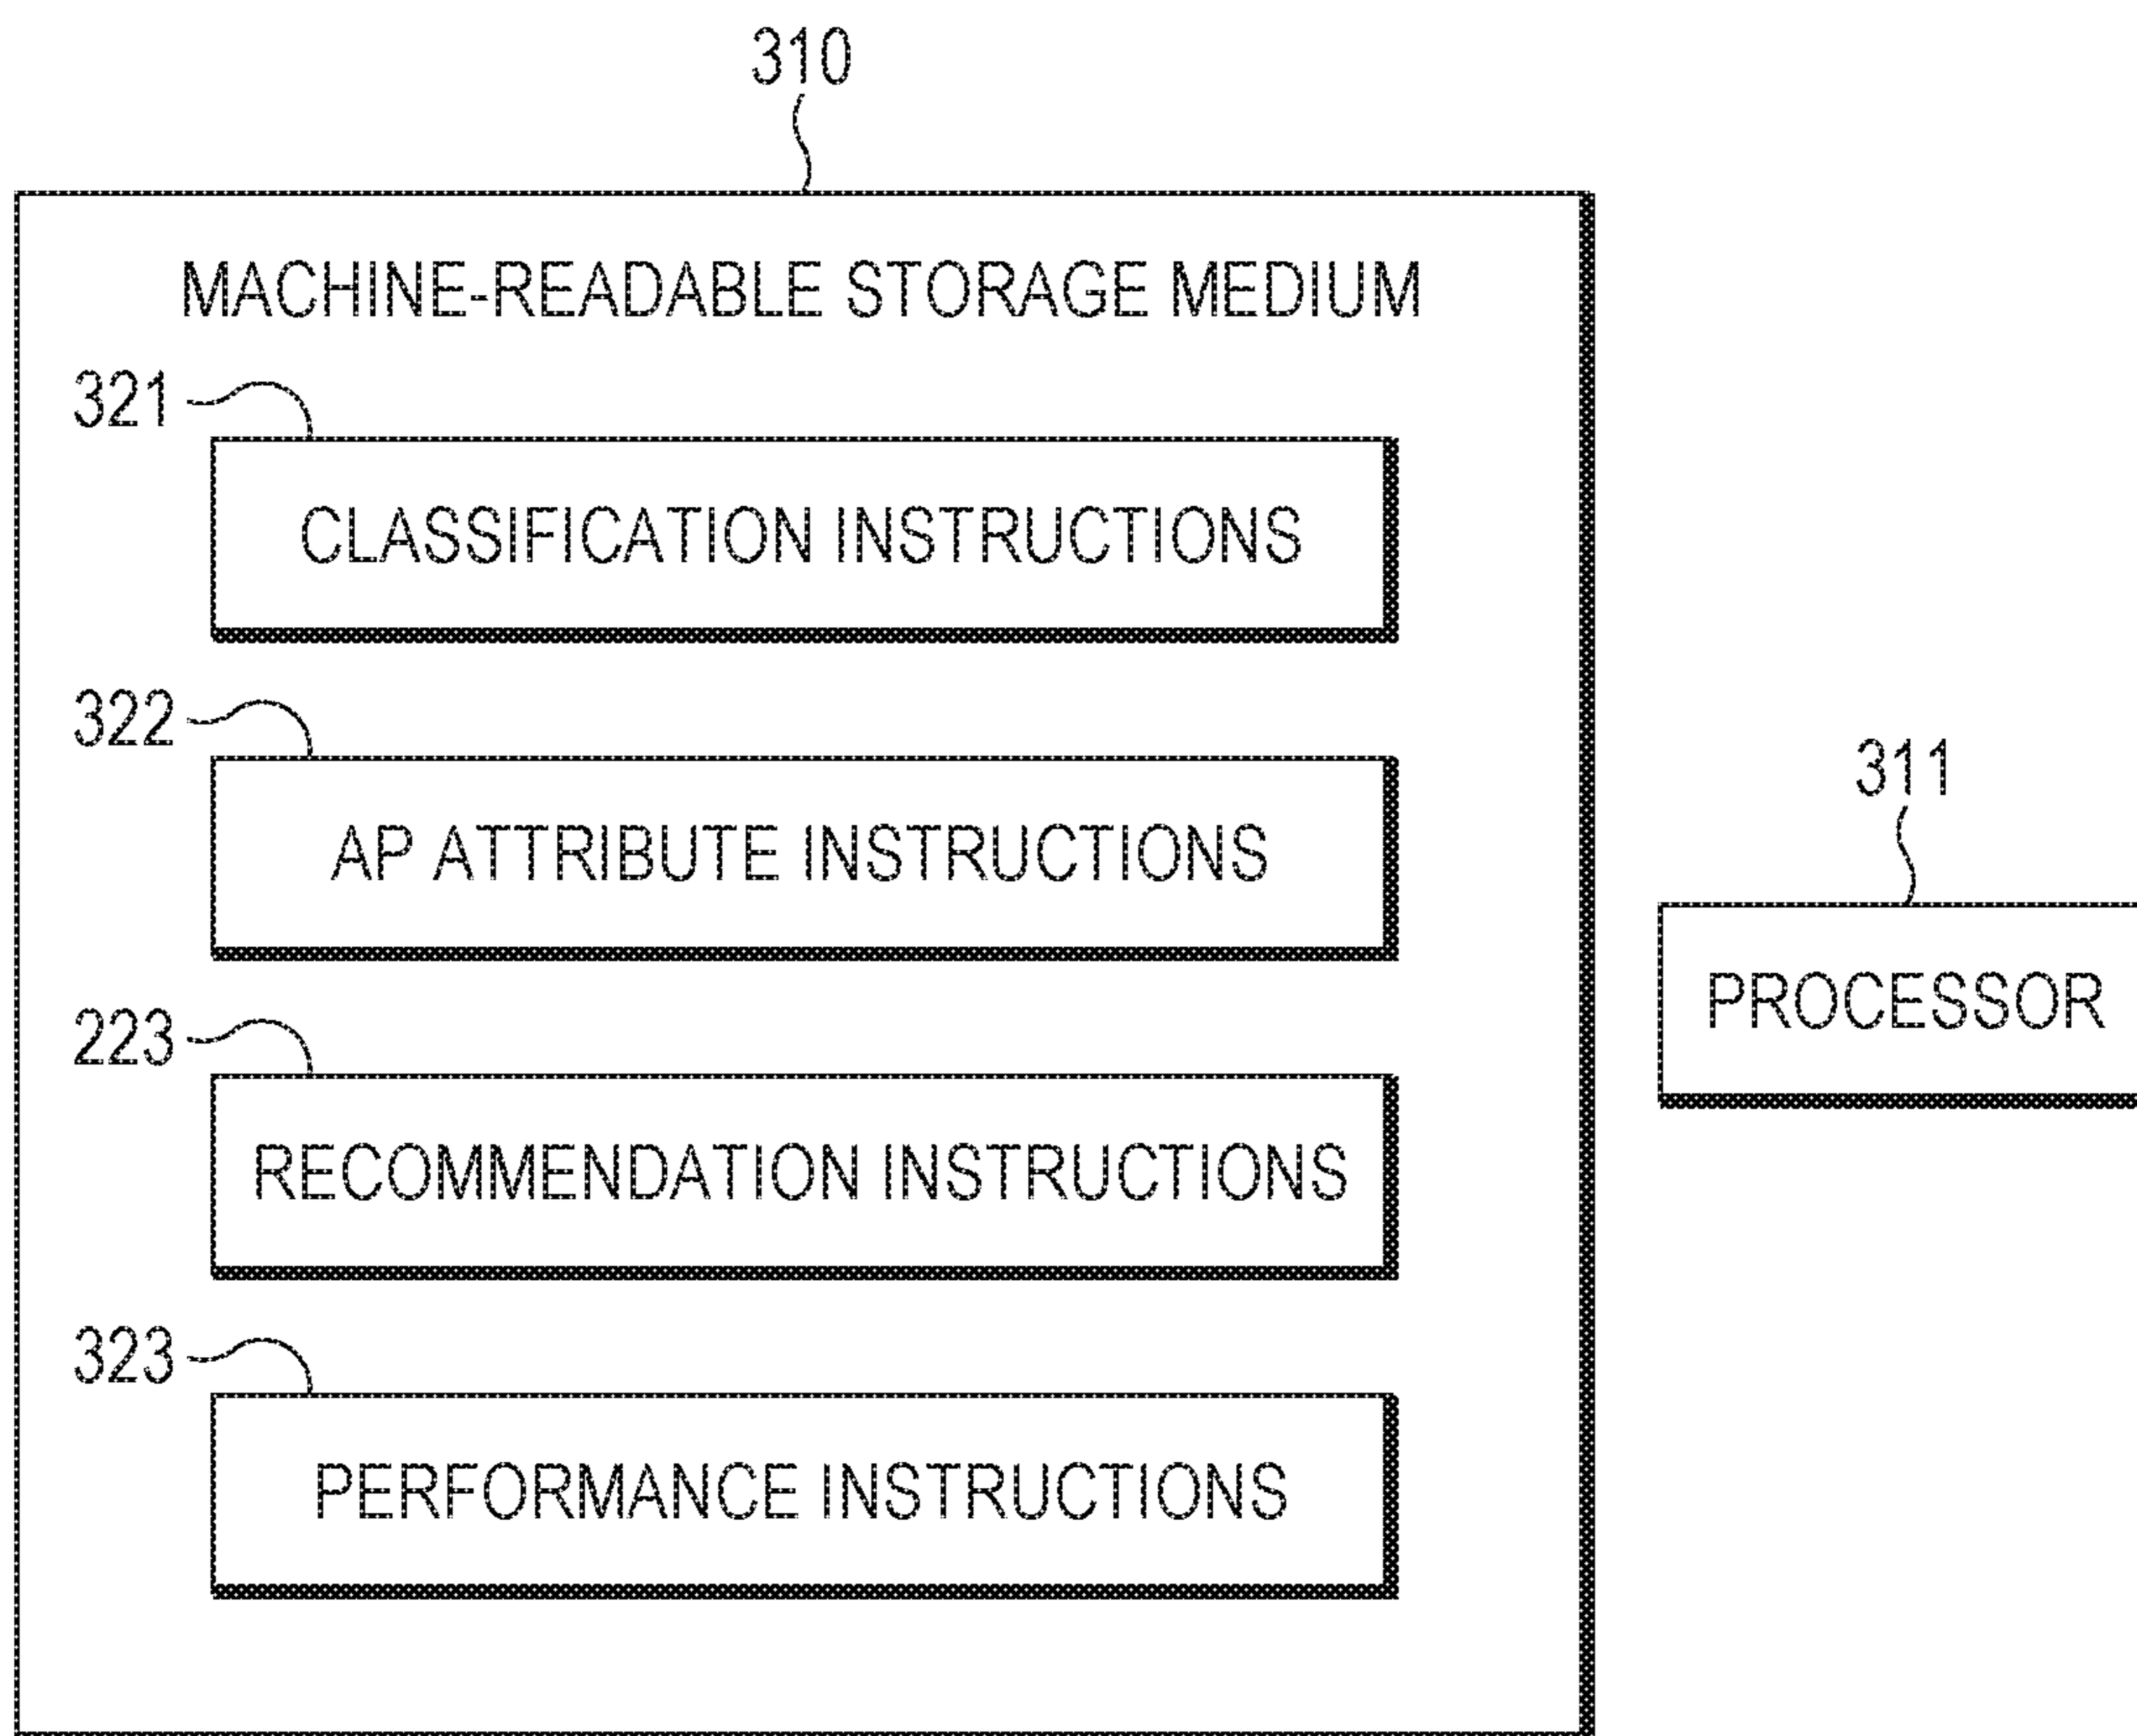 310
MACHINE-READABLE STORAGE MEDIUM
321
CLASSIFICATION INSTRUCTIONS
322
AP ATTRIBUTE INSTRUCTIONS
311
PROCESSOR
223
RECOMMENDATION INSTRUCTIONS
323
PERFORMANCE INSTRUCTIONS